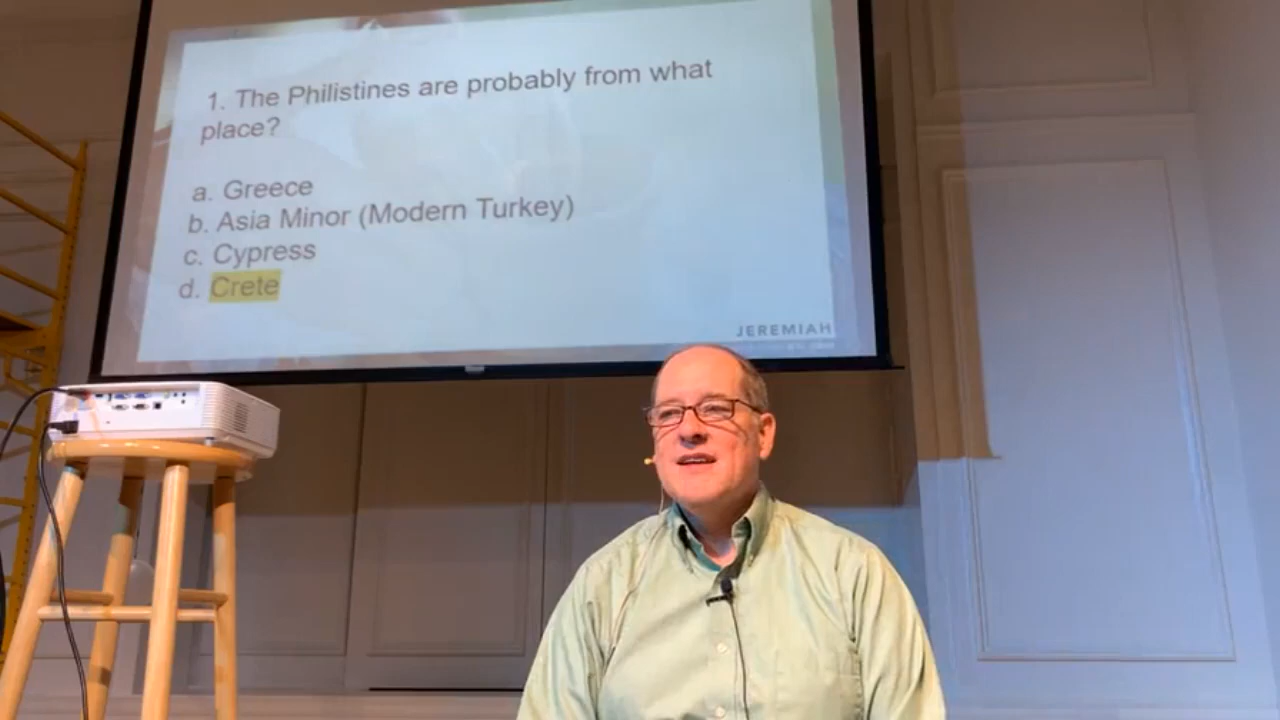 1. The Philistines are probably from what
place?
a. Greece
b. Asia Minor (Modern Turkey)
c. Cypress
d. Crete
JEREMIAH